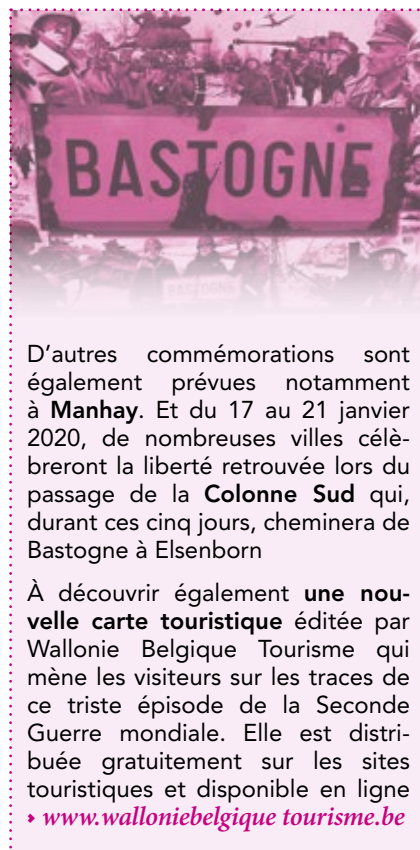 BASTOGNE
D’autres commémorations sont
également prévues notamment
à Manhay. Et du 17 au 21 janvier
2020, de nombreuses villes célè-
breront la liberté retrouvée lors du
passage de la Colonne Sud qui,
durant ces cinq jours, cheminera de
Bastogne à Elsenborn
À découvrir également une nou-
velle carte touristique éditée par
Wallonie Belgique Tourisme qui
mène les visiteurs sur les traces de
ce triste épisode de la Seconde
Guerre mondiale. Elle est distri-
buée gratuitement sur les sites
touristiques et disponible en ligne
www.walloniebelgique tourisme.be